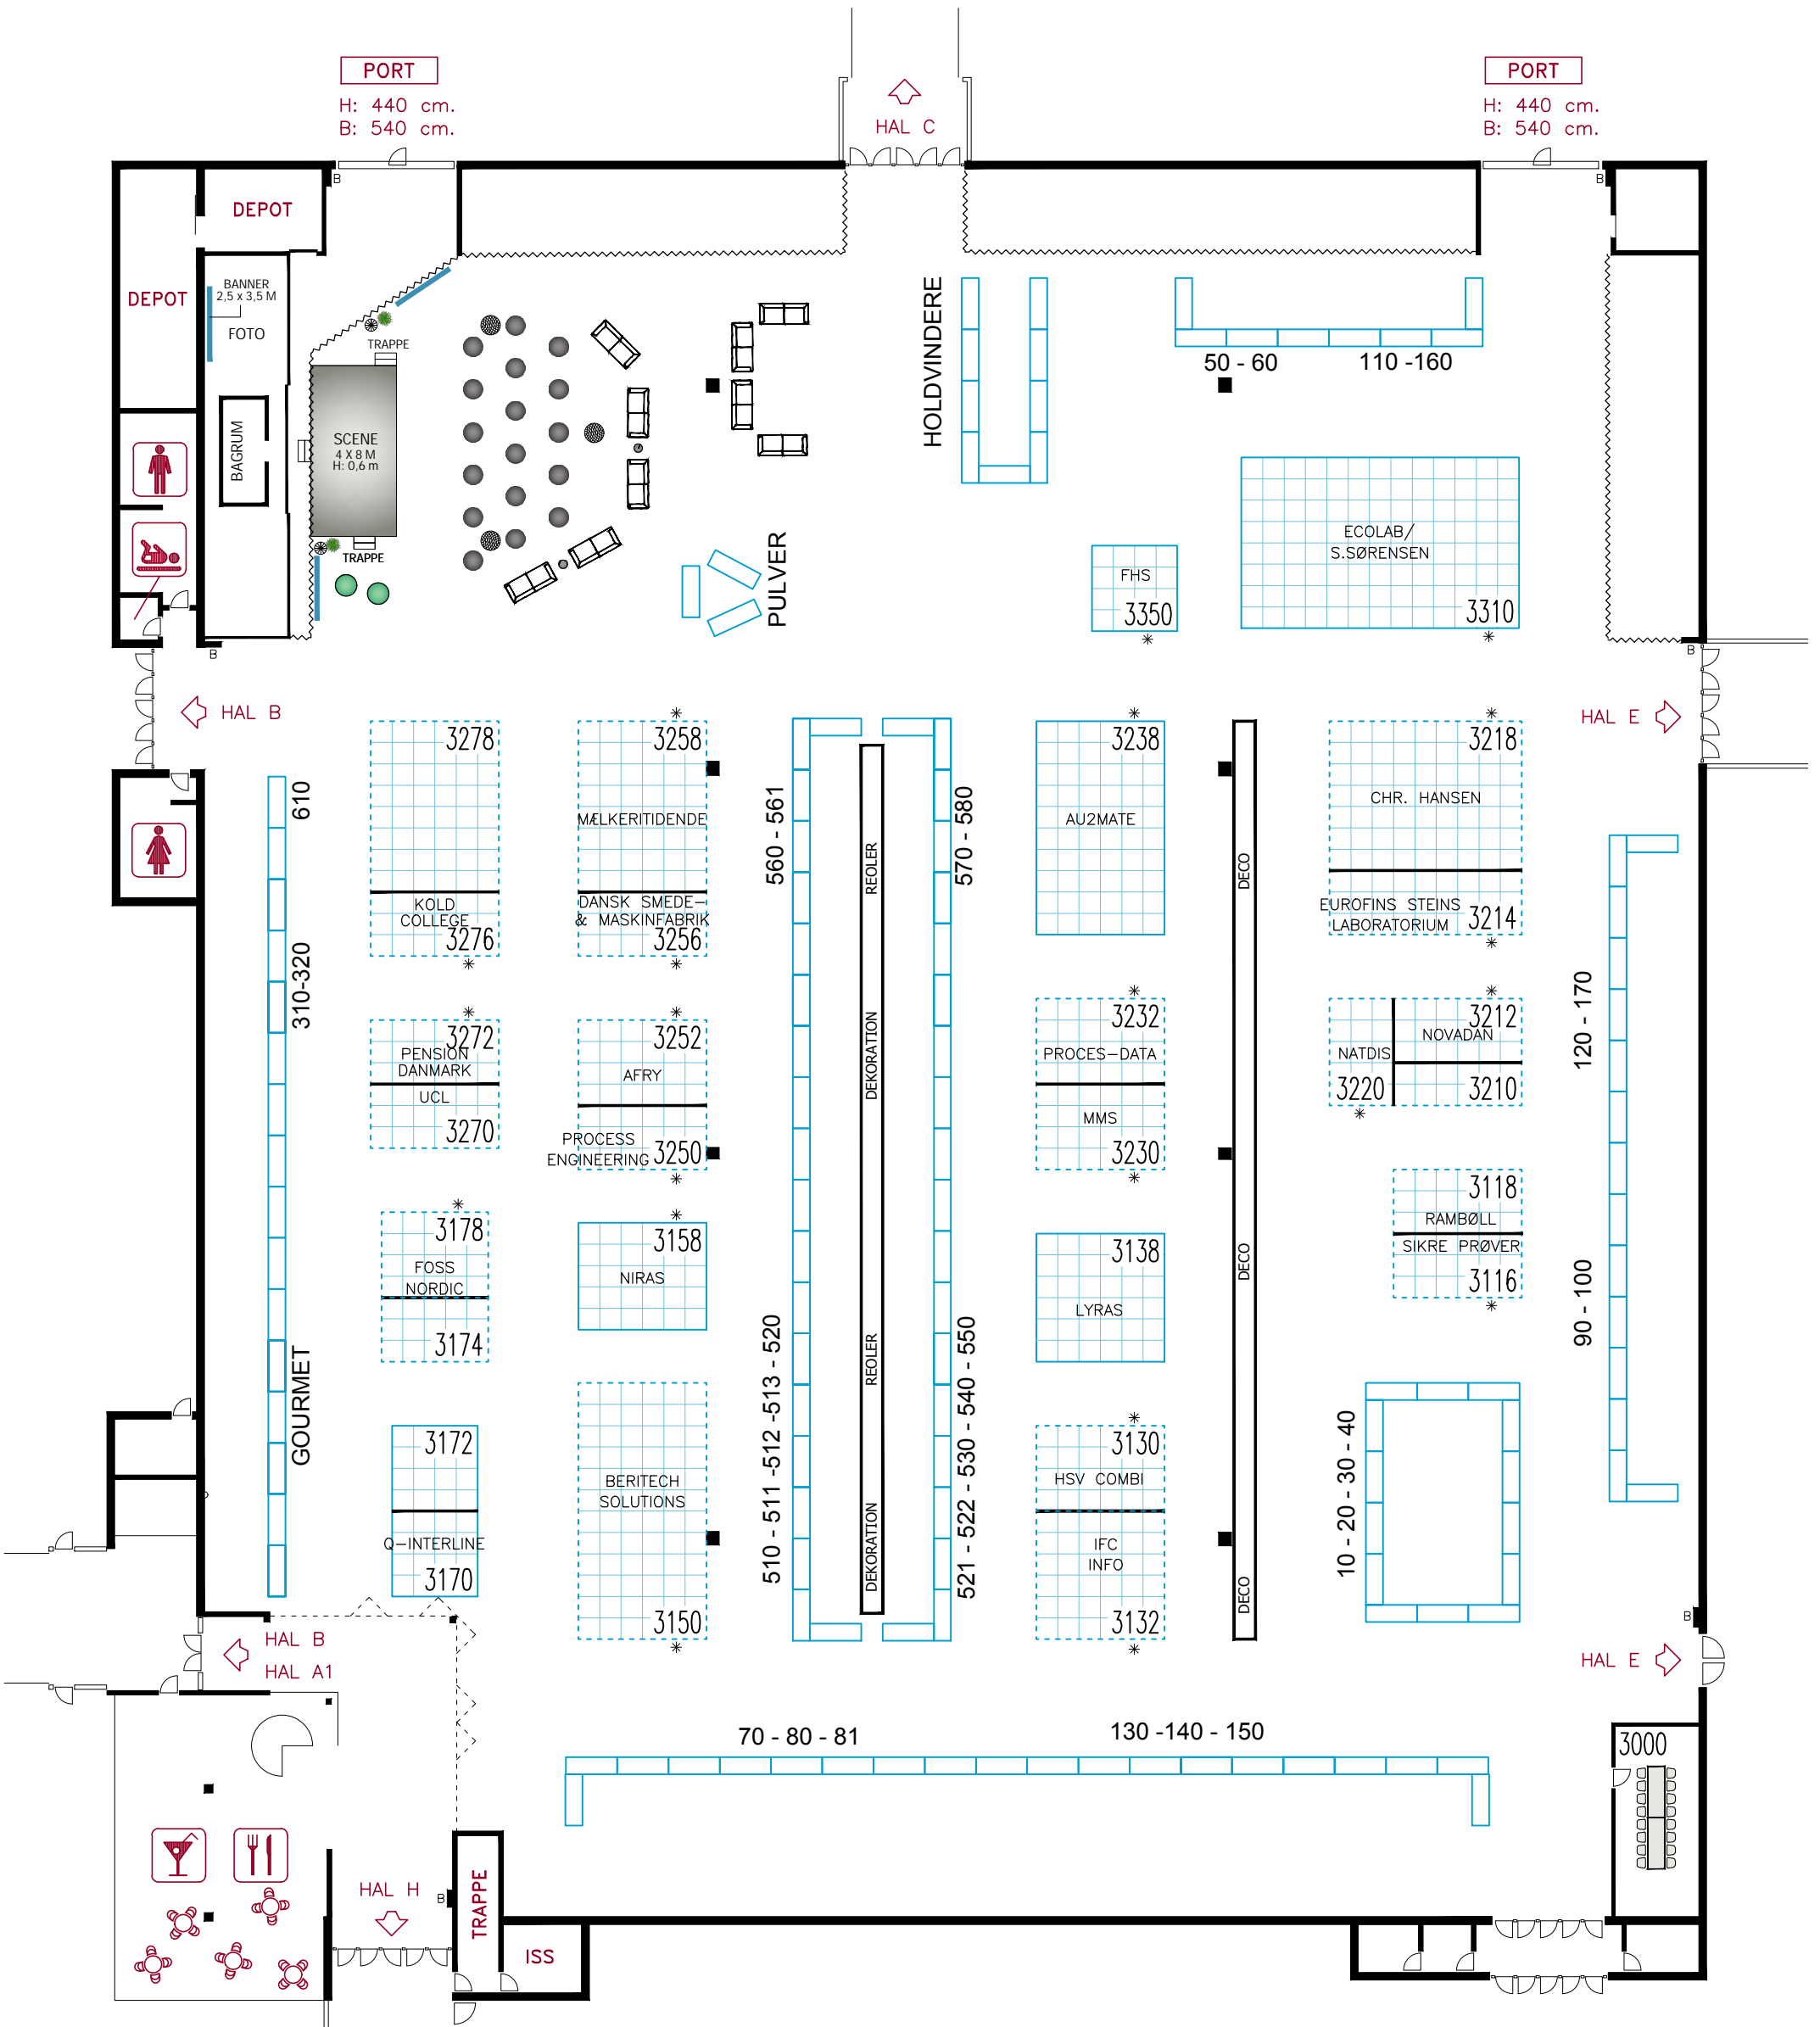 PORT
H: 440 cm.
B: 540 cm.
HAL C
PORT
H: 440 cm.
B: 540 cm.
B
B
DEPOT
DEPOT
BANNER
2,5 x 3,5 M
FOTO
TRAPPE
BAGRUM
SCENE
4 X 8 M
H: 0,6 m
TRAPPE
HOLDVINDERE
50 - 60
110 -160
PULVER
ECOLAB/
S.SØRENSEN
3310
FHS
3350
B
B
HAL B
HAL E
3278
KOLD
COLLEGE
3276
3258
MÆLKERITIDENDE
DANSK SMEDE-
& MASKINFABRIK
3256
560 - 561
REOLER
570 - 580
3238
AU2MATE
DECO
3218
CHR. HANSEN
EUROFINS STEINS
LABORATORIUM
3214
610
310-320
3272
PENSION
DANMARK
UCL
3270
3252
AFRY
PROCESS
ENGINEERING
3250
DEKORATION
3232
PROCES-DATA
MMS
3230
3212
NOVADAN
NATDIS
3220
3210
120 - 170
3178
FOSS
NORDIC
3174
3158
NIRAS
3138
LYRAS
DECO
3118
RAMBØLL
SIKRE PRØVER
3116
90 - 100
GOURMET
3172
Q-INTERLINE
3170
BERITECH
SOLUTIONS
3150
510 - 511 -512 -513 - 520
REOLER
DEKORATION
521 - 522 - 530 - 540 - 550
3130
HSV COMBI
IFC
INFO
3132
DECO
10 - 20 - 30 - 40
B
HAL B
HAL A1
HAL E
70 - 80 - 81
130 -140 - 150
3000
HAL H
B
TRAPPE
ISS